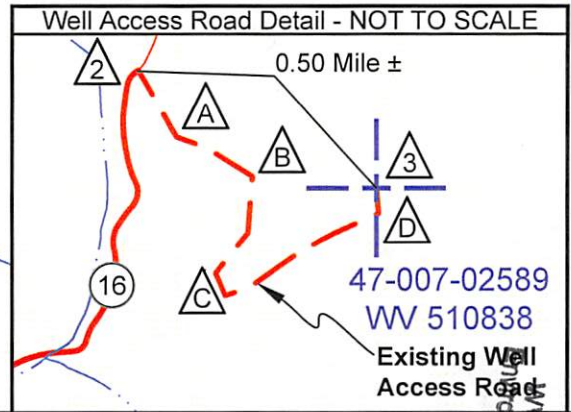 Well Access Road Detail - NOT TO SCALE
2
0.50 Mile ±
A
B
3
D
16
C
47-007-02589
WV 510838
Existing Well
Access Road